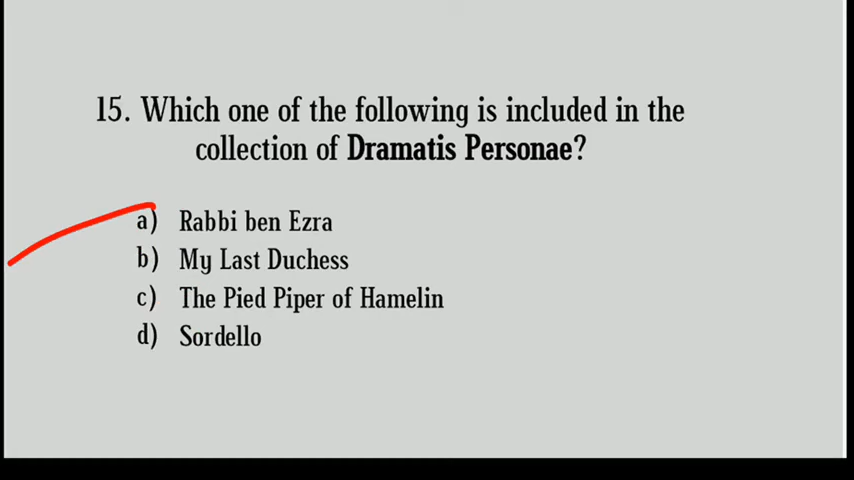 15. Which one of the following is included in the
collection of Dramatis Personae?
a) Rabbi ben Ezra
b) My Last Duchess
c) The Pied Piper of Hamelin
d) Sordello